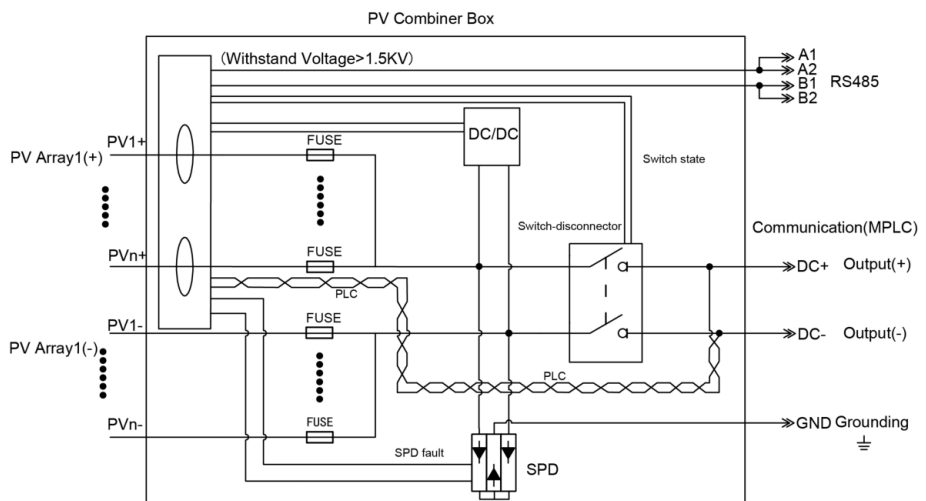 PV Combiner Box
(Withstand Voltage>1.5KV)
A1
A2
B1
B2
RS485
DC/DC
PV1+
FUSE
PV Array1(+)
Switch state
Switch-disconnector
Communication(MPLC)
PVn+
FUSE
DC+ Output(+)
PLC
PV1-
FUSE
DC- Output(-)
PV Array1(-)
PLC
PVn-
FUSE
GND Grounding
SPD fault
SPD